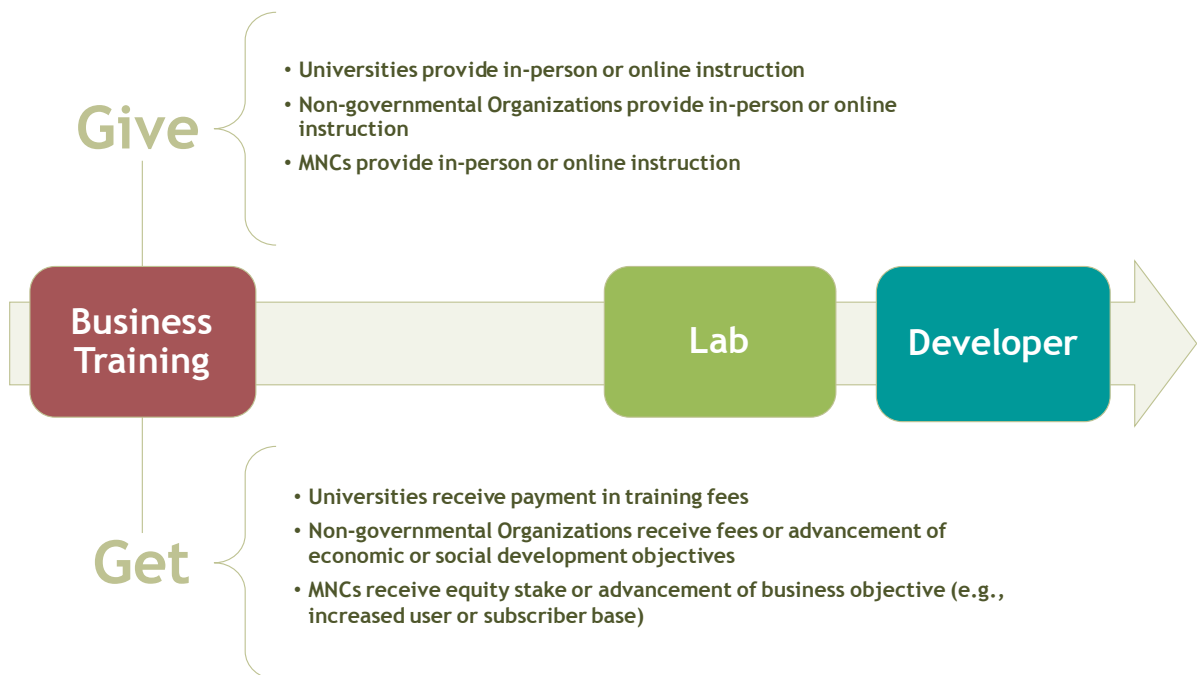 • Universities provide in-person or online instruction
• Non-governmental Organizations provide in-person or online
instruction
• MNCs provide in-person or online instruction
Give
Business
Training
Lab
Developer
• Universities receive payment in training fees
• Non-governmental Organizations receive fees or advancement of
economic or social development objectives
• MNCs receive equity stake or advancement of business objective (e.g.,
increased user or subscriber base)
Get